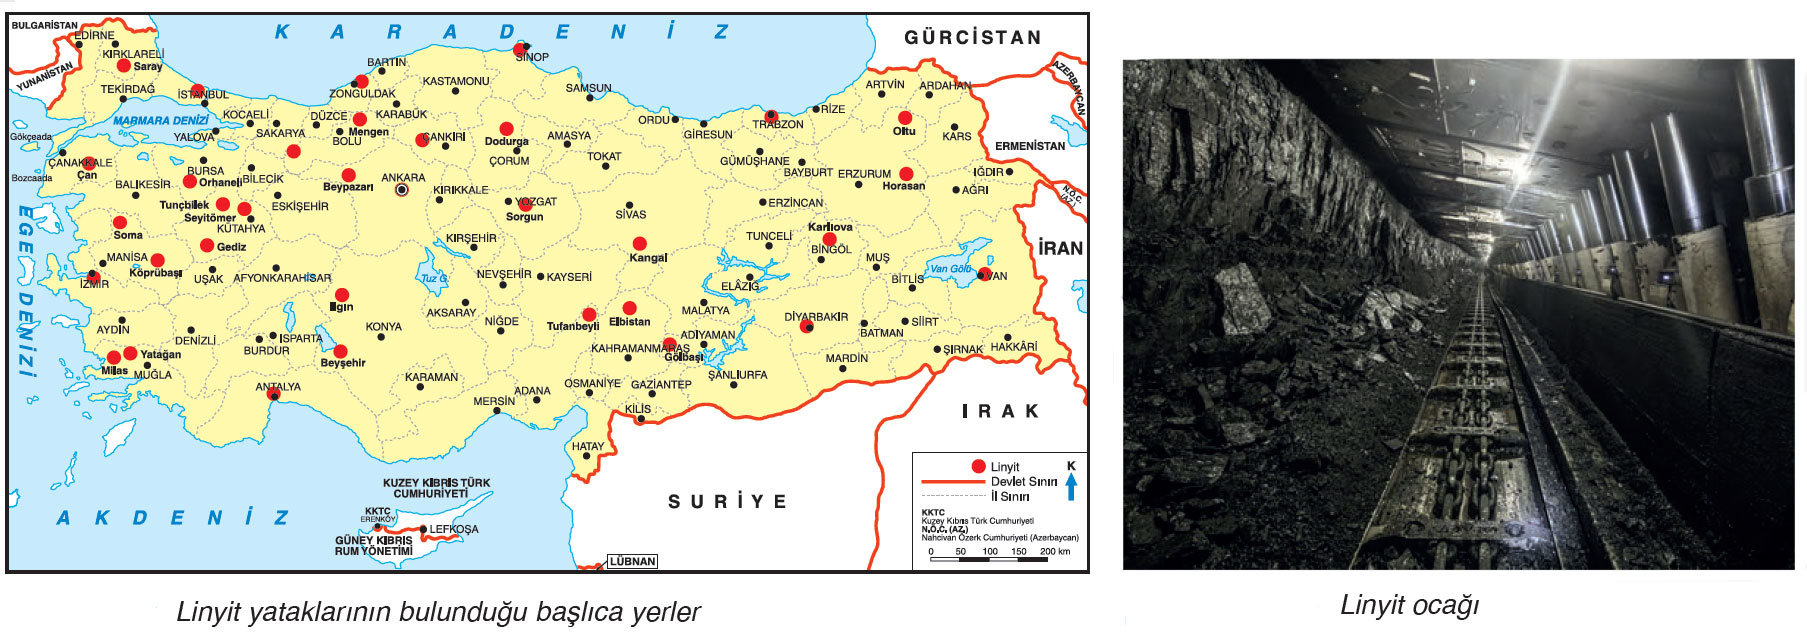 BULGARİSTAN
K A R A D E N İ Z
GÜRCİSTAN
EDİRNE
KIRKLARELİ
Saray
YUNANİSTAN
TEKİRDAĞ
İSTANBUL
BARTIN
ZONGULDAK
KASTAMONU
SİNOP
SAMSUN
ARTVİN
ARDAHAN
AZERBAYCAN
MARMARA DENİZİ
KOCAELİ
YALOVA
SAKARYA
DÜZCE
KARABÜK
Mengen
BOLU
ÇANKIRI
Dodurga
ÇORUM
AMASYA
TOKAT
ORDU
GİRESUN
TRABZON
RİZE
Oltu
KARS
ERMENİSTAN
Gökçeada
Bozcaada
ÇANAKKALE
Çan
BALIKESİR
BURSA
Orhaneli
BİLECİK
Beypazarı
ANKARA
KIRIKKALE
YOZGAT
Sorgun
SİVAS
GÜMÜŞHANE
BAYBURT
ERZURUM
Horasan
IĞDIR
AĞRI
N.Ö.C.
(AZ.)
Tunçbilek
Seyitömer
KÜTAHYA
ESKİŞEHİR
ERZİNCAN
EGE DENİZİ
Soma
Gediz
KIRŞEHİR
Kangal
TUNCELİ
Karlıova
BİNGÖL
MUŞ
İRAN
MANİSA
Köprübaşı
İZMİR
UŞAK
AFYONKARAHİSAR
Tuz G.
NEVŞEHİR
KAYSERİ
ELÂZIĞ
BİTLİS
Van Gölü
VAN
Ilgın
AKSARAY
NİĞDE
Tufanbeyli
Elbistan
MALATYA
DİYARBAKIR
BATMAN
SİİRT
AYDIN
DENİZLİ
ISPARTA
BURDUR
KONYA
Beyşehir
KAHRAMANMARAŞ
ADIYAMAN
Gölbaşı
MARDİN
ŞIRNAK
HAKKÂRİ
Yatağan
Milas
MUĞLA
ANTALYA
KARAMAN
MERSİN
ADANA
OSMANİYE
GAZİANTEP
ŞANLIURFA
KİLİS
HATAY
I R A K
S U R İ Y E
A K D E N İ Z
KUZEY KIBRIS TÜRK
CUMHURİYETİ
KKTC
ERENKÖY
LEFKOŞA
GÜNEY KIBRIS
RUM YÖNETİMİ
LÜBNAN
Linyit
K
Devlet Sınırı
İl Sınırı
KKTC
Kuzey Kıbrıs Türk Cumhuriyeti
N.Ö.C. (AZ.)
Nahcivan Özerk Cumhuriyeti (Azerbaycan)
0 50 100 150 200 km
Linyit yataklarının bulunduğu başlıca yerler
Linyit ocağı